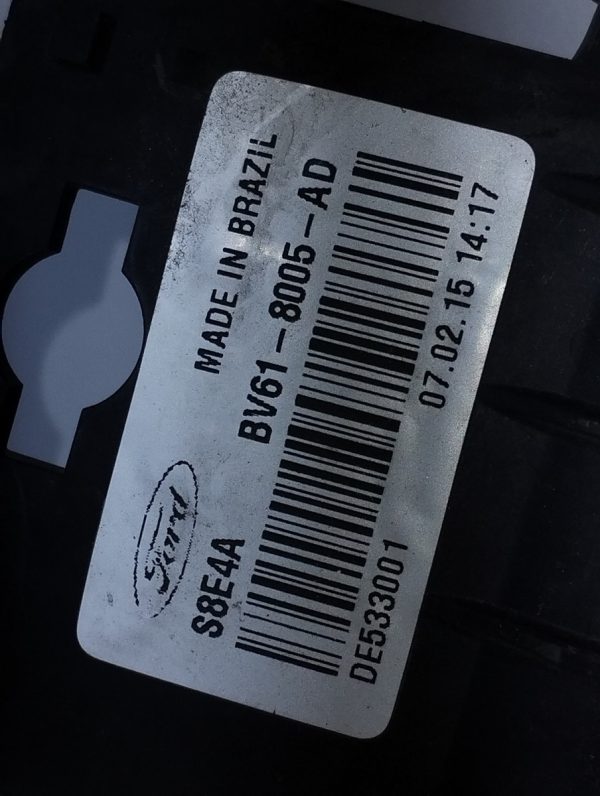 Ford
MADE IN BRAZIL
S8E4A
BV61-8005-AD
DE533001
07.02.15 14:17